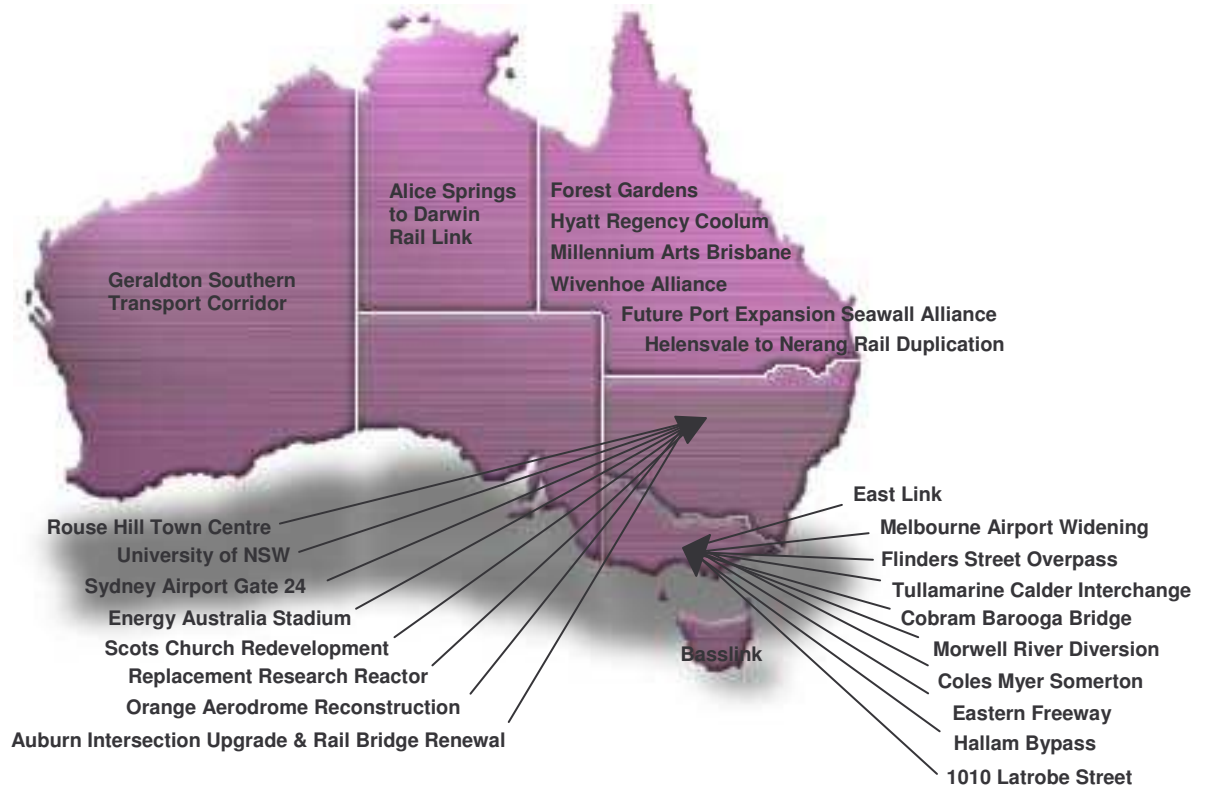 Alice Springs
to Darwin
Rail Link
Forest Gardens
Hyatt Regency Coolum
Millennium Arts Brisbane
Wivenhoe Alliance
Geraldton Southern
Transport Corridor
Future Port Expansion Seawall Alliance
Helensvale to Nerang Rail Duplication
Rouse Hill Town Centre
University of NSW
Sydney Airport Gate 24
Energy Australia Stadium
Scots Church Redevelopment
Replacement Research Reactor
Orange Aerodrome Reconstruction
Auburn Intersection Upgrade & Rail Bridge Renewal
Basslink
East Link
Melbourne Airport Widening
Flinders Street Overpass
Tullamarine Calder Interchange
Cobram Barooga Bridge
Morwell River Diversion
Coles Myer Somerton
Eastern Freeway
Hallam Bypass
1010 Latrobe Street